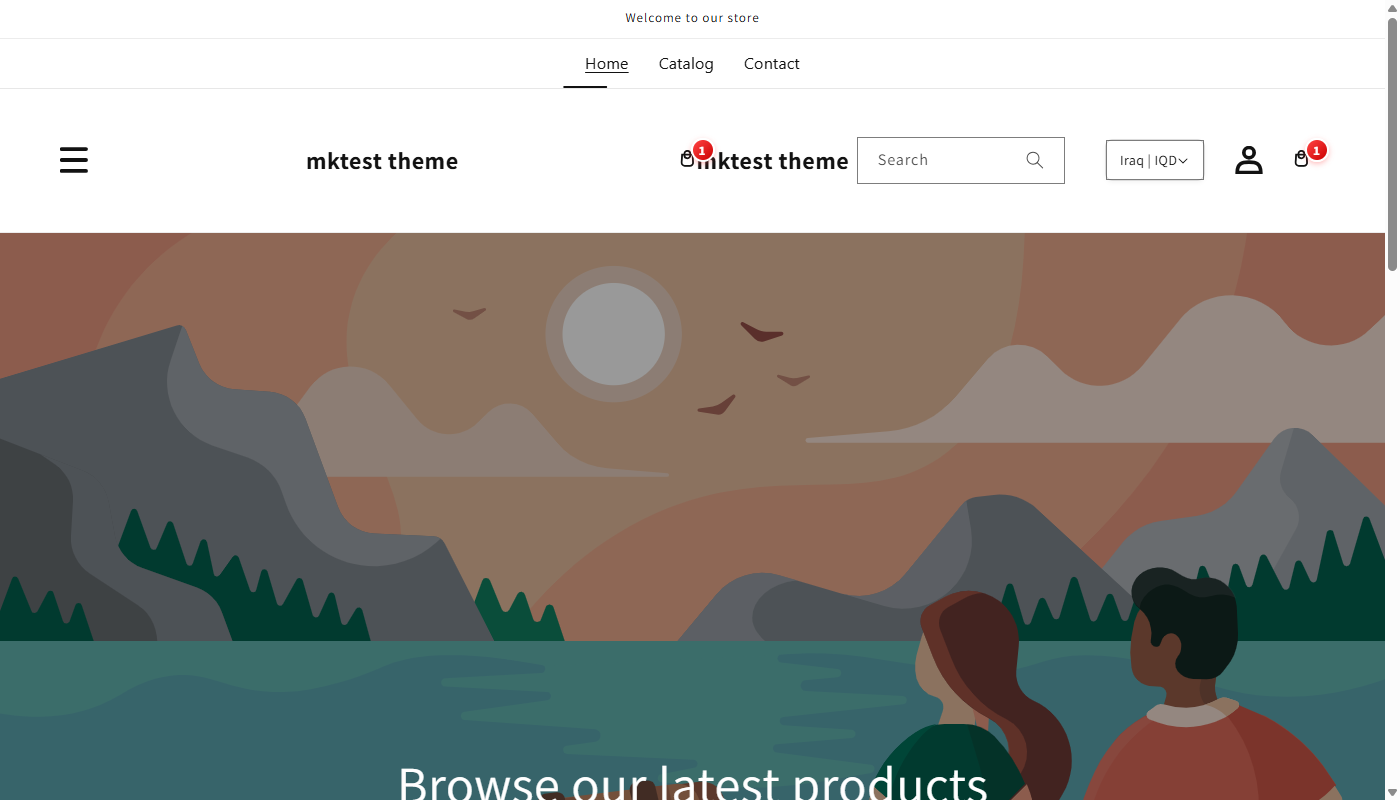 Welcome to our store
Home Catalog Contact
mktest theme
1
mktest theme
Search
Iraq | IQD
1
Browse our latest products